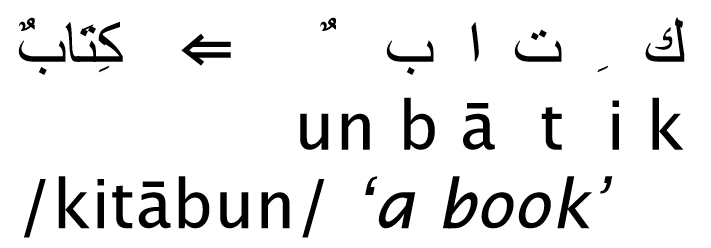 ك ِ ت ا ب ٌ ⇐ كِتَابٌ
un b ā t i k
/kitābun/ ‘a book’